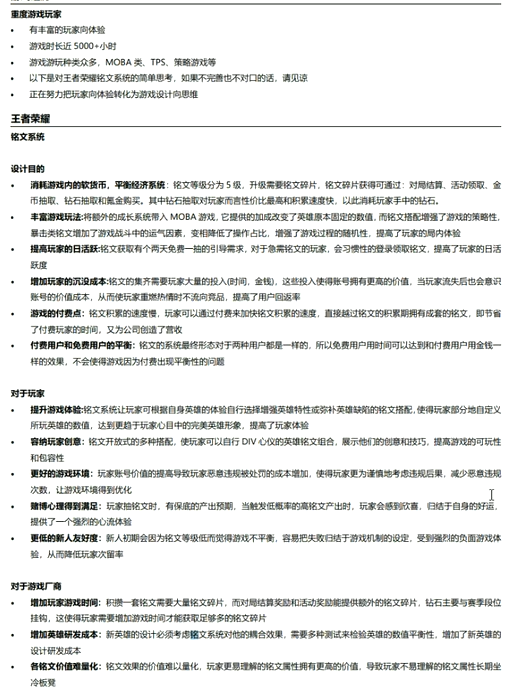 重度游戏玩家
• 有丰富的玩家向体验
• 游戏时长近 5000+小时
• 游戏游玩种类众多，MOBA 类、TPS、策略游戏等
• 以下是对王者荣耀铭文系统的简单思考，如果不完善也不对口的话，请见谅
• 正在努力把玩家向体验转化为游戏设计向思维
王者荣耀
铭文系统
设计目的
• 消耗游戏内的软货币，平衡经济系统：铭文等级分为 5 级，升级需要铭文碎片，铭文碎片获得可通过：对局结算、活动领取、金
币抽取、钻石抽取和氪金购买。其中钻石抽取对玩家而言性价比最高和积累速度快，以此消耗玩家手中的钻石。
• 丰富游戏玩法:将额外的成长系统带入 MOBA 游戏，它提供的加成改变了英雄原本固定的数值，而铭文搭配增强了游戏的策略性，
暴击类铭文增加了游戏战斗中的运气因素，变相降低了操作占比，增强了游戏过程的随机性，提高了玩家的局内体验
• 提高玩家的日活跃:铭文获取有个两天免费一抽的引导需求，对于急需铭文的玩家，会习惯性的登录领取铭文，提高了玩家的日活
跃度
• 增加玩家的沉没成本:铭文的集齐需要玩家大量的投入(时间，金钱)，这些投入使得账号拥有更高的价值，当玩家流失后也会意识
账号的价值成本，从而使玩家重燃热情时不流向竞品，提高了用户回返率
• 游戏的付费点：铭文积累的速度慢，玩家可以通过付费来加快铭文积累的速度，直接越过铭文的积累期拥有成套的铭文，即节省
了付费玩家的时间，又为公司创造了营收
• 付费用户和免费用户的平衡：铭文的系统最终形态对于两种用户都是一样的，所以免费用户用时间可以达到和付费用户用金钱一
样的效果，不会使得游戏因为付费出现平衡性的问题
对于玩家
• 提升游戏体验:铭文系统让玩家可根据自身英雄的体验自行选择增强英雄特性或弥补英雄缺陷的铭文搭配，使得玩家部分地自定义
所玩英雄的数值，达到更趋于玩家心目中的完美英雄形象，提高了玩家体验
• 容纳玩家创意：铭文开放式的多种搭配，使玩家可以自行 DIV 心仪的英雄铭文组合，展示他们的创意和技巧，提高游戏的可玩性
和包容性
• 更好的游戏环境：玩家账号价值的提高导致玩家恶意违规被处罚的成本增加，使得玩家更为谨慎地考虑违规后果，减少恶意违规
次数，让游戏环境得到优化
• 赌博心理得到满足：玩家抽铭文时，有保底的产出预期，当触发低概率的高铭文产出时，玩家会感到欣喜，归结于自身的好运，
提供了一个强烈的心流体验
• 更低的新人友好度：新人初期会因为铭文等级低而觉得游戏不平衡，容易把失败归结于游戏机制的设定，受到强烈的负面游戏体
验，从而降低玩家次留率
对于游戏厂商
• 增加玩家游戏时间：积攒一套铭文需要大量铭文碎片，而对局结算奖励和活动奖励能提供额外的铭文碎片，钻石主要与赛季段位
挂钩，这使得玩家需要增加游戏时间才能获取足够多的铭文碎片
• 增加英雄研发成本：新英雄的设计必须考虑铭文系统对他的耦合效果，需要多种测试来检验英雄的数值平衡性，增加了新英雄的
设计研发成本
• 各铭文价值难量化：铭文效果的价值难以量化，玩家更易理解的铭文属性拥有更高的价值，导致玩家不易理解的铭文属性长期坐
冷板凳